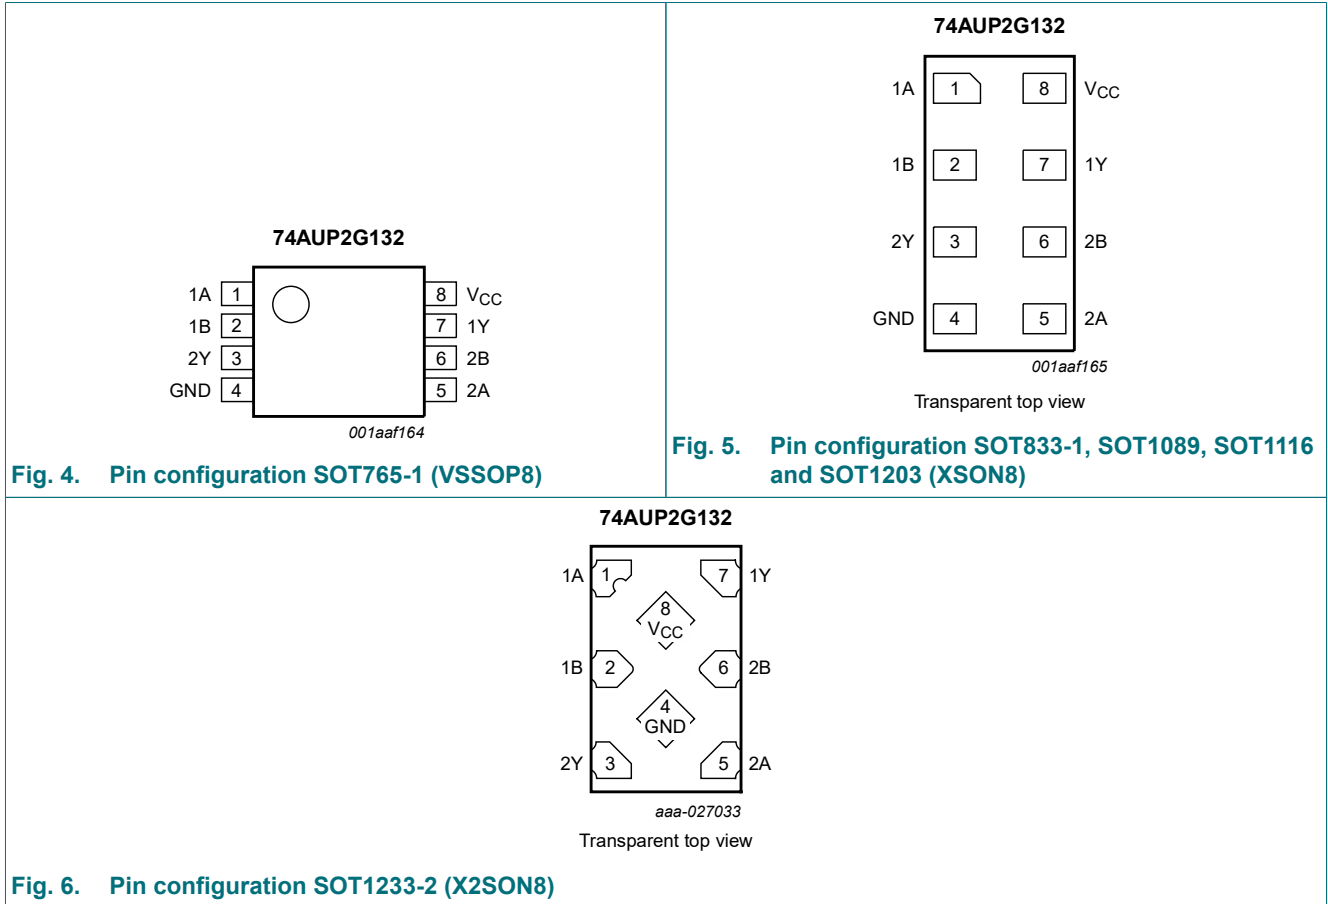 74AUP2G132
1A 1 8 VCC
1B 2 7 1Y
2Y 3 6 2B
GND 4 5 2A
001aaf164
Fig. 4. Pin configuration SOT765-1 (VSSOP8)
74AUP2G132
1A 1 8 VCC
1B 2 7 1Y
2Y 3 6 2B
GND 4 5 2A
001aaf165
Transparent top view
Fig. 5. Pin configuration SOT833-1, SOT1089, SOT1116
and SOT1203 (XSON8)
74AUP2G132
1A 1 7 1Y
8
VCC
1B 2 6 2B
4
GND
2Y 3 5 2A
aaa-027033
Transparent top view
Fig. 6. Pin configuration SOT1233-2 (X2SON8)